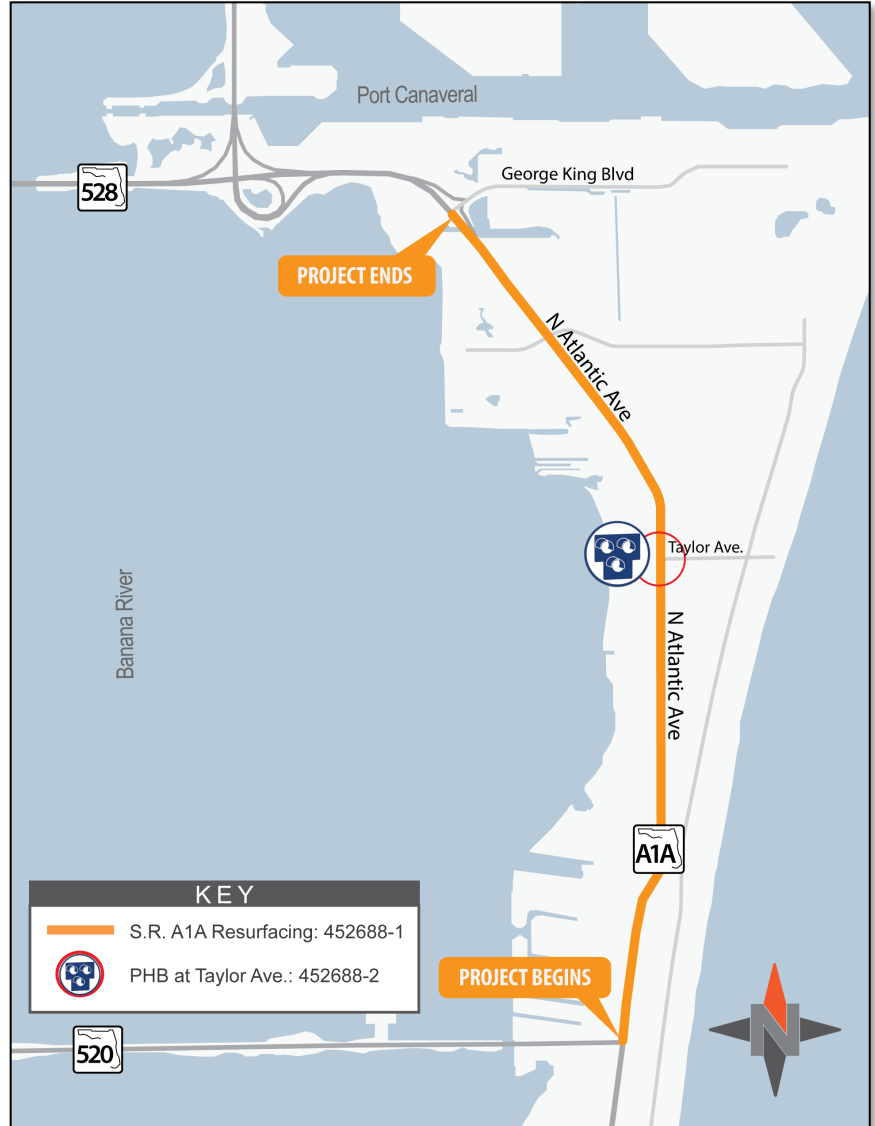 Port Canaveral
George King Blvd
528
PROJECT ENDS
N Atlantic Ave
Taylor Ave.
Banana River
N Atlantic Ave
A1A
KEY
S.R. A1A Resurfacing: 452688-1
PHB at Taylor Ave.: 452688-2
PROJECT BEGINS
520
N